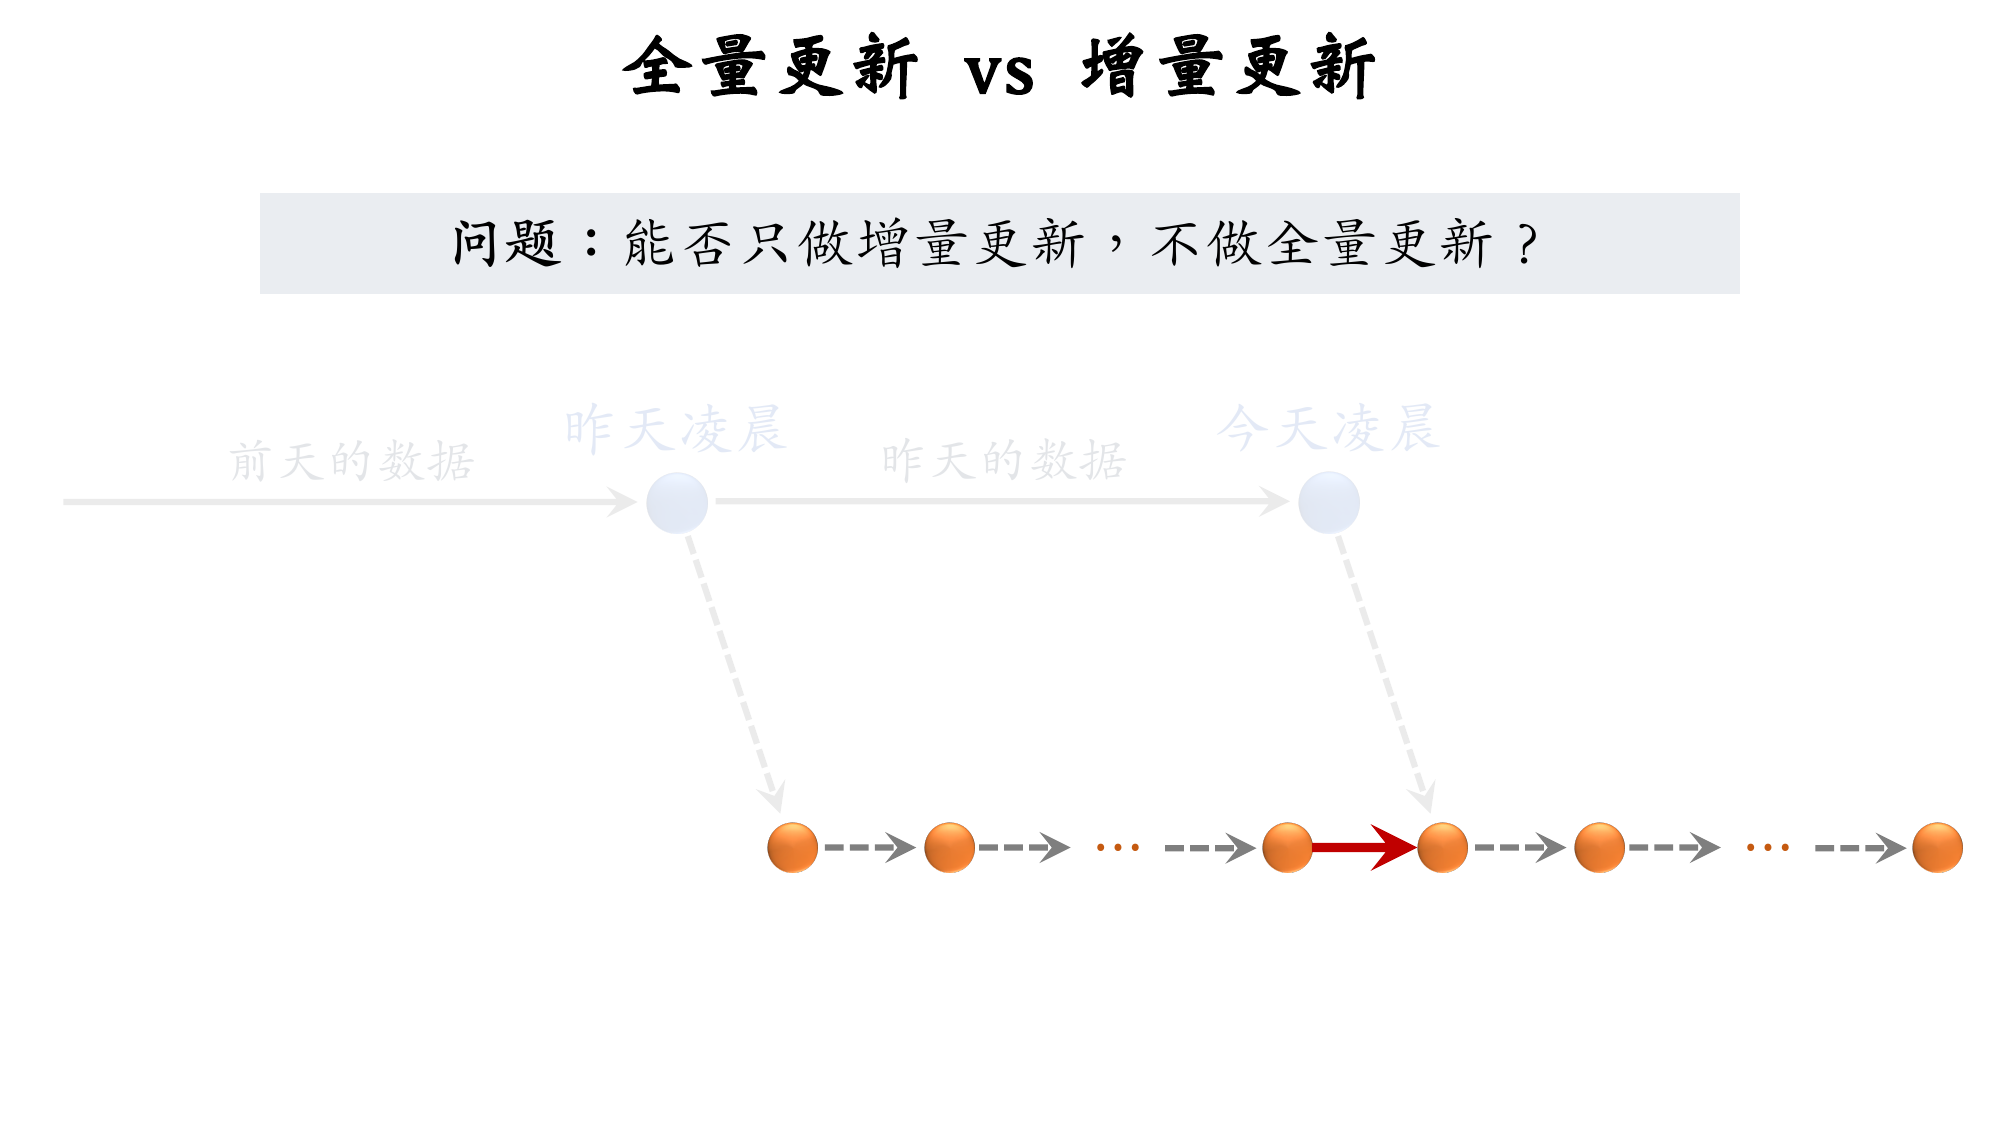 全量更新 vs 增量更新
问题：能否只做增量更新，不做全量更新？
昨天凌晨
今天凌晨
前天的数据
昨天的数据
...
...